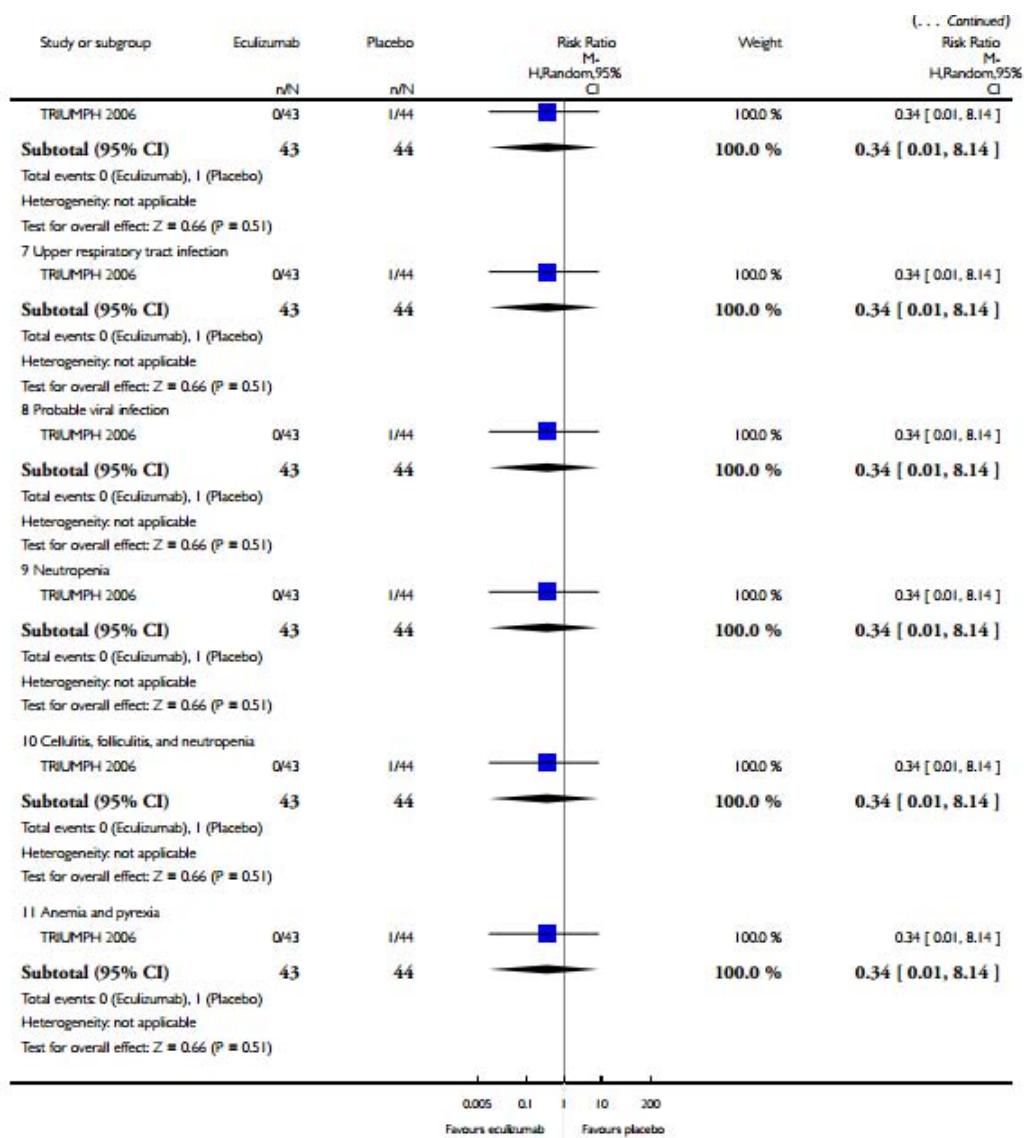 (... Continued)
Study or subgroup Eculizumab Placebo Risk Ratio Weight Risk Ratio
M- M-
H,Random,95% H,Random,95%
n/N n/N CI CI
TRIUMPH 2006 0/43 1/44 100.0 % 0.34 [ 0.01, 8.14 ]
Subtotal (95% CI) 43 44 100.0 % 0.34 [ 0.01, 8.14 ]
Total events: 0 (Eculizumab), 1 (Placebo)
Heterogeneity: not applicable
Test for overall effect: Z = 0.66 (P = 0.51)
7 Upper respiratory tract infection
TRIUMPH 2006 0/43 1/44 100.0 % 0.34 [ 0.01, 8.14 ]
Subtotal (95% CI) 43 44 100.0 % 0.34 [ 0.01, 8.14 ]
Total events: 0 (Eculizumab), 1 (Placebo)
Heterogeneity: not applicable
Test for overall effect: Z = 0.66 (P = 0.51)
8 Probable viral infection
TRIUMPH 2006 0/43 1/44 100.0 % 0.34 [ 0.01, 8.14 ]
Subtotal (95% CI) 43 44 100.0 % 0.34 [ 0.01, 8.14 ]
Total events: 0 (Eculizumab), 1 (Placebo)
Heterogeneity: not applicable
Test for overall effect: Z = 0.66 (P = 0.51)
9 Neutropenia
TRIUMPH 2006 0/43 1/44 100.0 % 0.34 [ 0.01, 8.14 ]
Subtotal (95% CI) 43 44 100.0 % 0.34 [ 0.01, 8.14 ]
Total events: 0 (Eculizumab), 1 (Placebo)
Heterogeneity: not applicable
Test for overall effect: Z = 0.66 (P = 0.51)
10 Cellulitis, folliculitis, and neutropenia
TRIUMPH 2006 0/43 1/44 100.0 % 0.34 [ 0.01, 8.14 ]
Subtotal (95% CI) 43 44 100.0 % 0.34 [ 0.01, 8.14 ]
Total events: 0 (Eculizumab), 1 (Placebo)
Heterogeneity: not applicable
Test for overall effect: Z = 0.66 (P = 0.51)
11 Anemia and pyrexia
TRIUMPH 2006 0/43 1/44 100.0 % 0.34 [ 0.01, 8.14 ]
Subtotal (95% CI) 43 44 100.0 % 0.34 [ 0.01, 8.14 ]
Total events: 0 (Eculizumab), 1 (Placebo)
Heterogeneity: not applicable
Test for overall effect: Z = 0.66 (P = 0.51)
0.005 0.1 1 10 200
Favours eculizumab Favours placebo